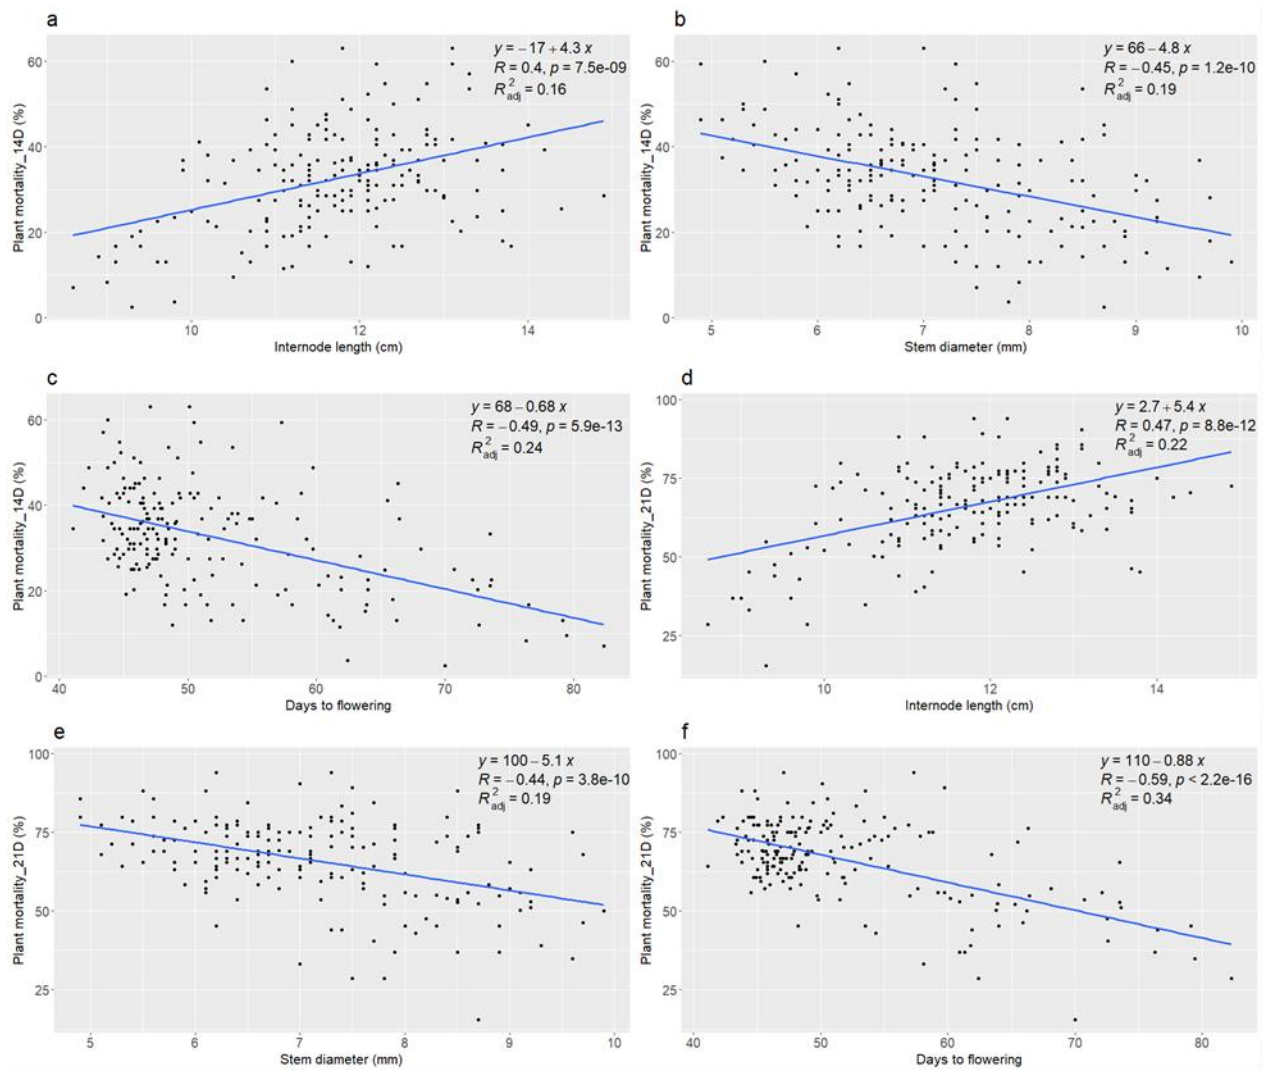 a
y = −17 + 4.3 x
R = 0.4, p = 7.5e-09
R²adj = 0.16
Plant mortality_14D (%)
60
40
20
0
10 12 14
Internode length (cm)
b
y = 66 − 4.8 x
R = −0.45, p = 1.2e-10
R²adj = 0.19
Plant mortality_14D (%)
60
40
20
0
5 6 7 8 9 10
Stem diameter (mm)
c
y = 68 − 0.68 x
R = −0.49, p = 5.9e-13
R²adj = 0.24
Plant mortality_14D (%)
60
40
20
0
40 50 60 70 80
Days to flowering
d
y = 2.7 + 5.4 x
R = 0.47, p = 8.8e-12
R²adj = 0.22
Plant mortality_21D (%)
100
75
50
25
10 12 14
Internode length (cm)
e
y = 100 − 5.1 x
R = −0.44, p = 3.8e-10
R²adj = 0.19
Plant mortality_21D (%)
100
75
50
25
5 6 7 8 9 10
Stem diameter (mm)
f
y = 110 − 0.88 x
R = −0.59, p < 2.2e-16
R²adj = 0.34
Plant mortality_21D (%)
100
75
50
25
40 50 60 70 80
Days to flowering